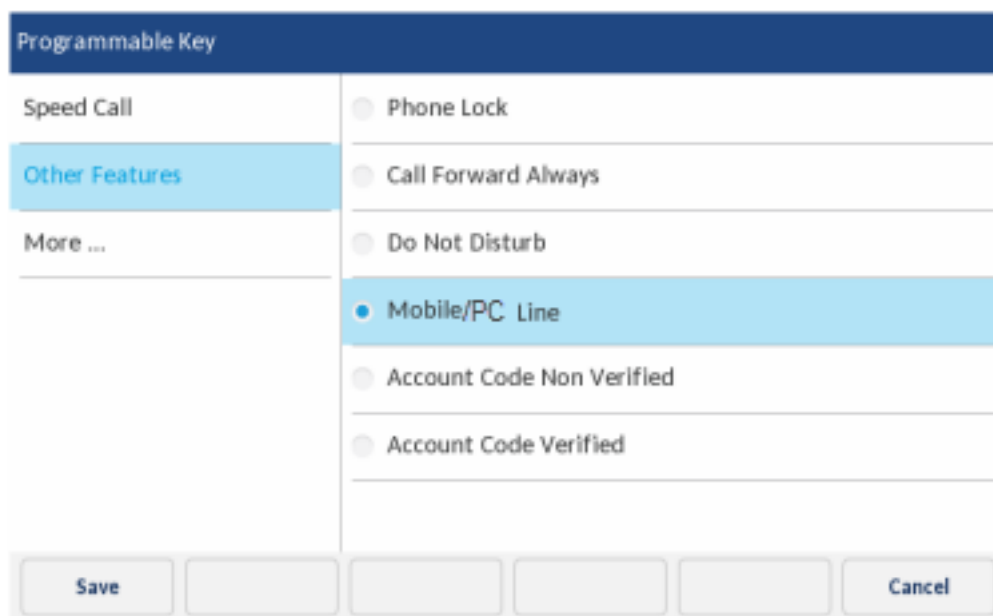 Programmable Key
Speed Call
Other Features
More ...
Phone Lock
Call Forward Always
Do Not Disturb
Mobile/PC Line
Account Code Non Verified
Account Code Verified
Save
Cancel